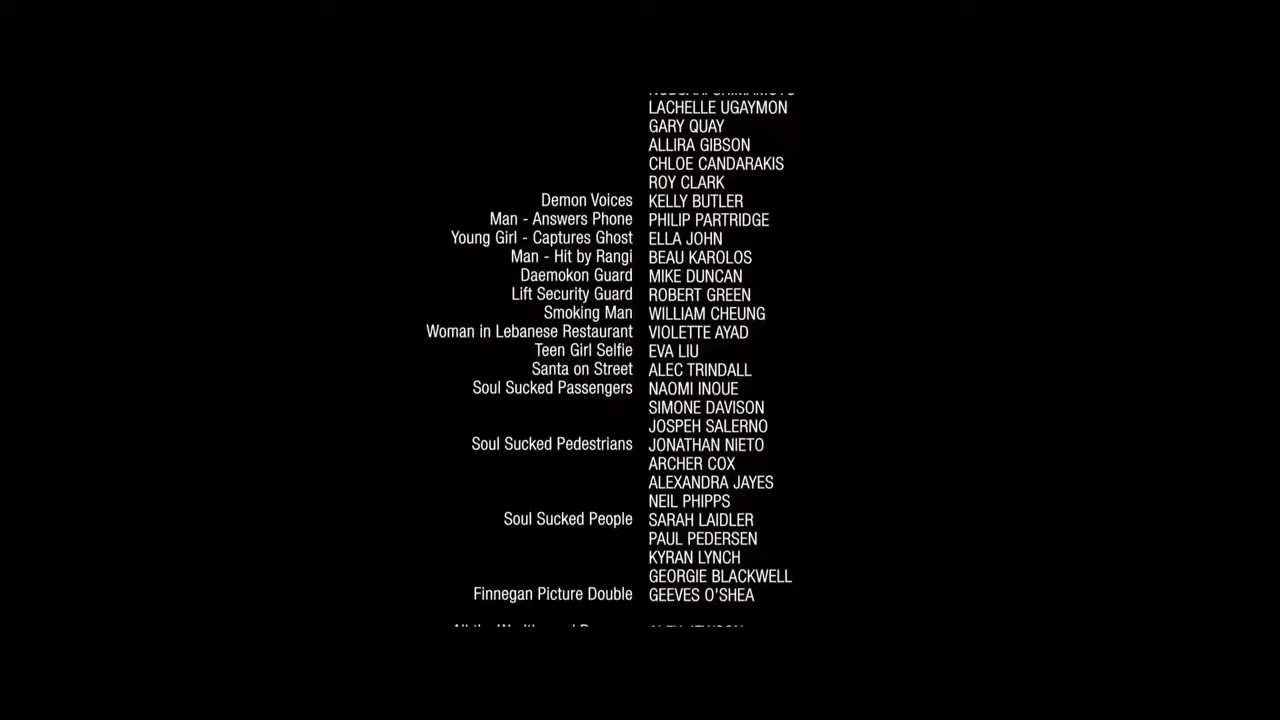 LACHELLE UGAYMON
GARY QUAY
ALLIRA GIBSON
CHLOE CANDARAKIS
ROY CLARK
Demon Voices KELLY BUTLER
Man - Answers Phone PHILIP PARTRIDGE
Young Girl - Captures Ghost ELLA JOHN
Man - Hit by Rangi BEAU KAROLOS
Daemokon Guard MIKE DUNCAN
Lift Security Guard ROBERT GREEN
Smoking Man WILLIAM CHEUNG
Woman in Lebanese Restaurant VIOLETTE AYAD
Teen Girl Selfie EVA LIU
Santa on Street ALEC TRINDALL
Soul Sucked Passengers NAOMI INOUE
SIMONE DAVISON
JOSPEH SALERNO
Soul Sucked Pedestrians JONATHAN NIETO
ARCHER COX
ALEXANDRA JAYES
NEIL PHIPPS
Soul Sucked People SARAH LAIDLER
PAUL PEDERSEN
KYRAN LYNCH
GEORGIE BLACKWELL
Finnegan Picture Double GEEVES O'SHEA